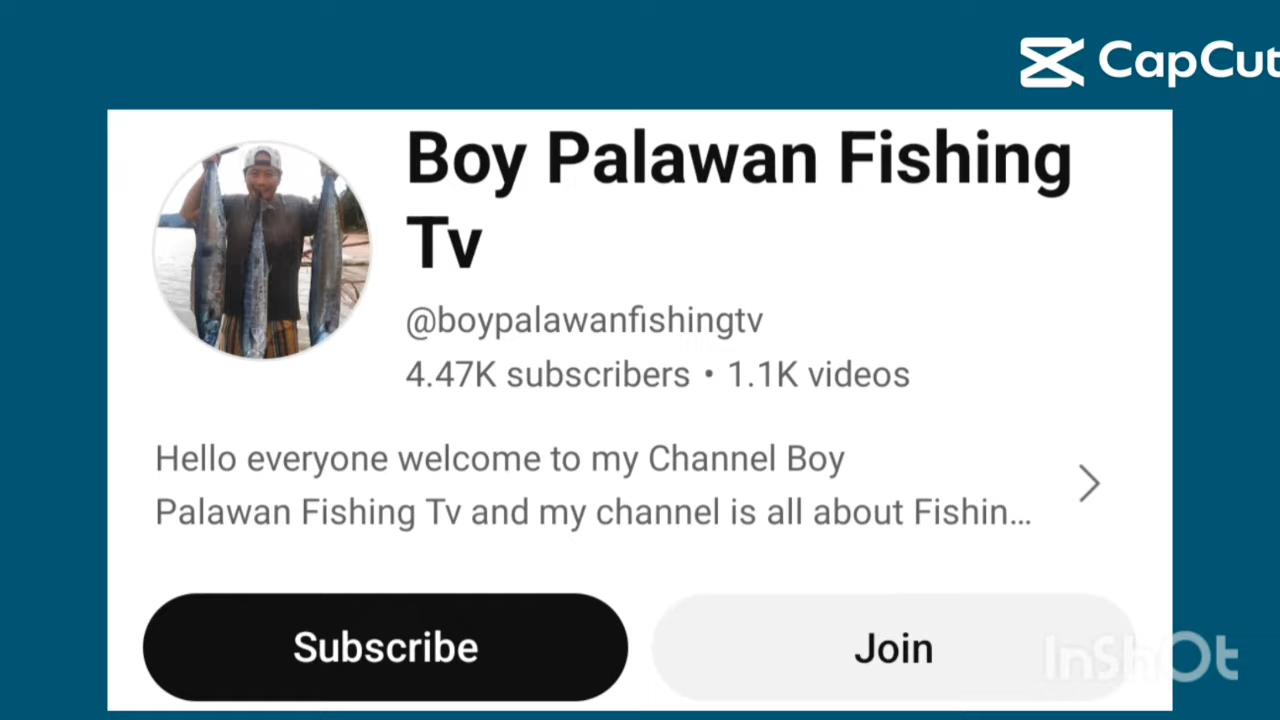 CapCut
Boy Palawan Fishing
Tv
@boypalawanfishingtv
4.47K subscribers • 1.1K videos
Hello everyone welcome to my Channel Boy
Palawan Fishing Tv and my channel is all about Fishin...
Subscribe
Join
InShOt